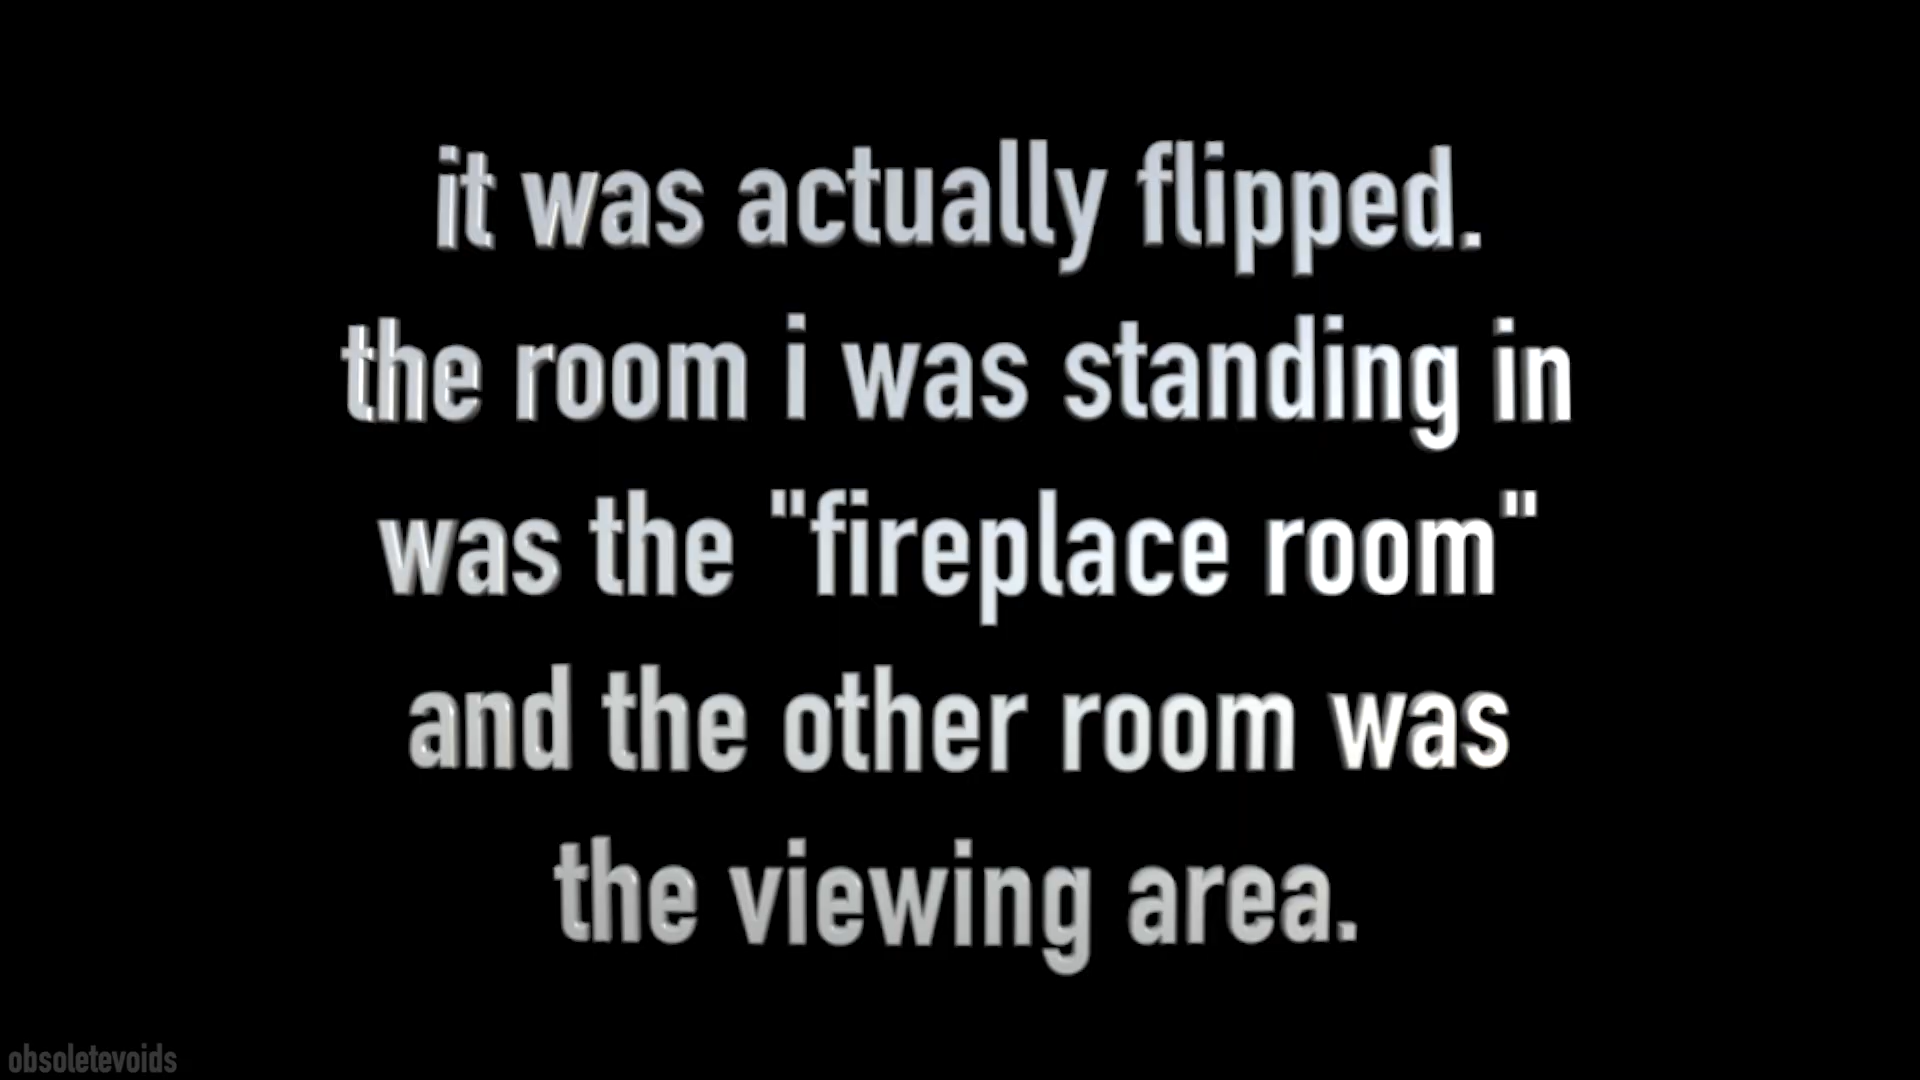 it was actually flipped.
the room i was standing in
was the "fireplace room"
and the other room was
the viewing area.
obsoletevoids